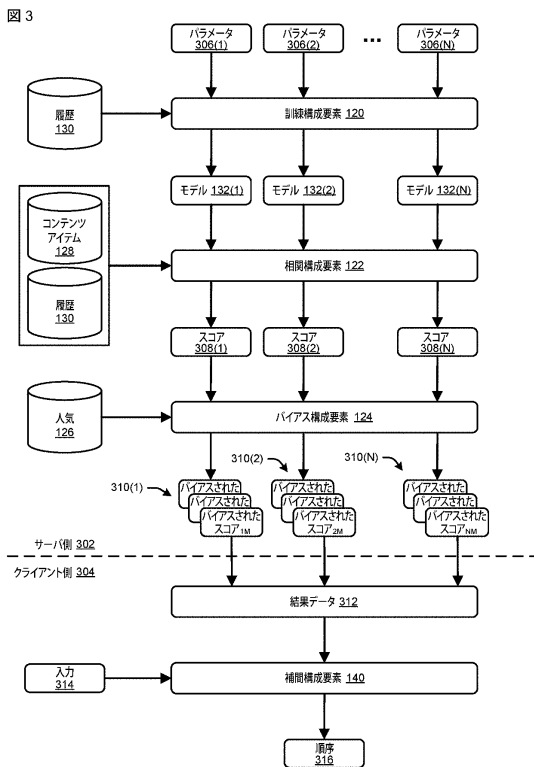 図3
パラメータ
306(1)
パラメータ
306(2)
...
パラメータ
306(N)
履歴
130
訓練構成要素 120
モデル 132(1)
モデル 132(2)
モデル 132(N)
コンテンツ
アイテム
128
履歴
130
相関構成要素 122
スコア
308(1)
スコア
308(2)
スコア
308(N)
人気
126
バイアス構成要素 124
310(1)
310(2)
310(N)
バイアスされた
バイアスされた
バイアスされた
スコア1M
バイアスされた
バイアスされた
バイアスされた
スコア2M
バイアスされた
バイアスされた
バイアスされた
スコアNM
サーバ側 302
クライアント側 304
結果データ 312
入力
314
補間構成要素 140
順序
316